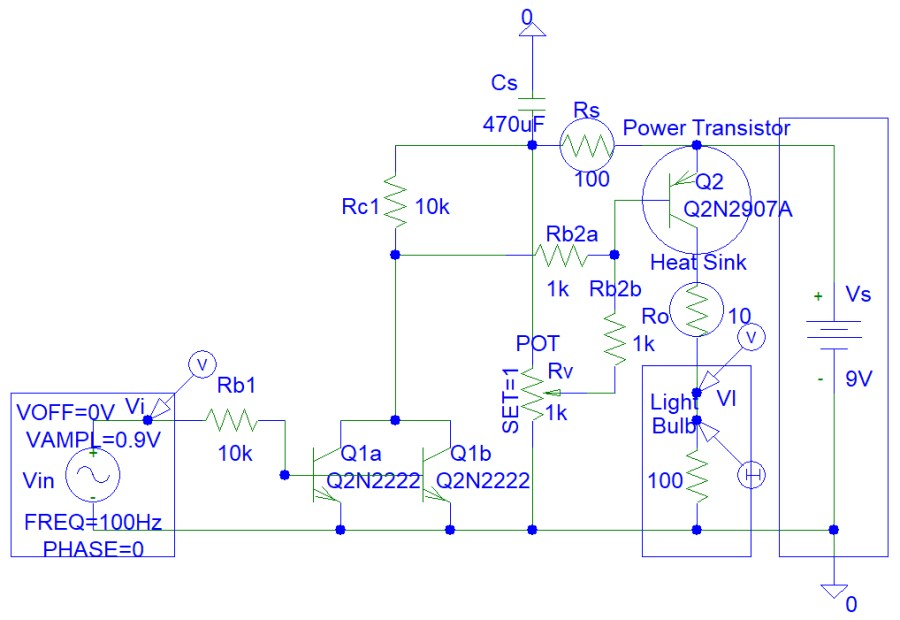 0
Cs
470uF
Rs
100
Power Transistor
Q2
Q2N2907A
Heat Sink
Rc1
10k
Rb2a
1k
Rb2b
1k
Ro
10
V
Vs
+
-
9V
POT
Rv
SET=1
1k
Light
Bulb
Vl
100
V
Rb1
10k
VOFF=0V
Vi
VAMPL=0.9V
Vin
+
-
FREQ=100Hz
PHASE=0
Q1a
Q2N2222
Q1b
Q2N2222
I
0